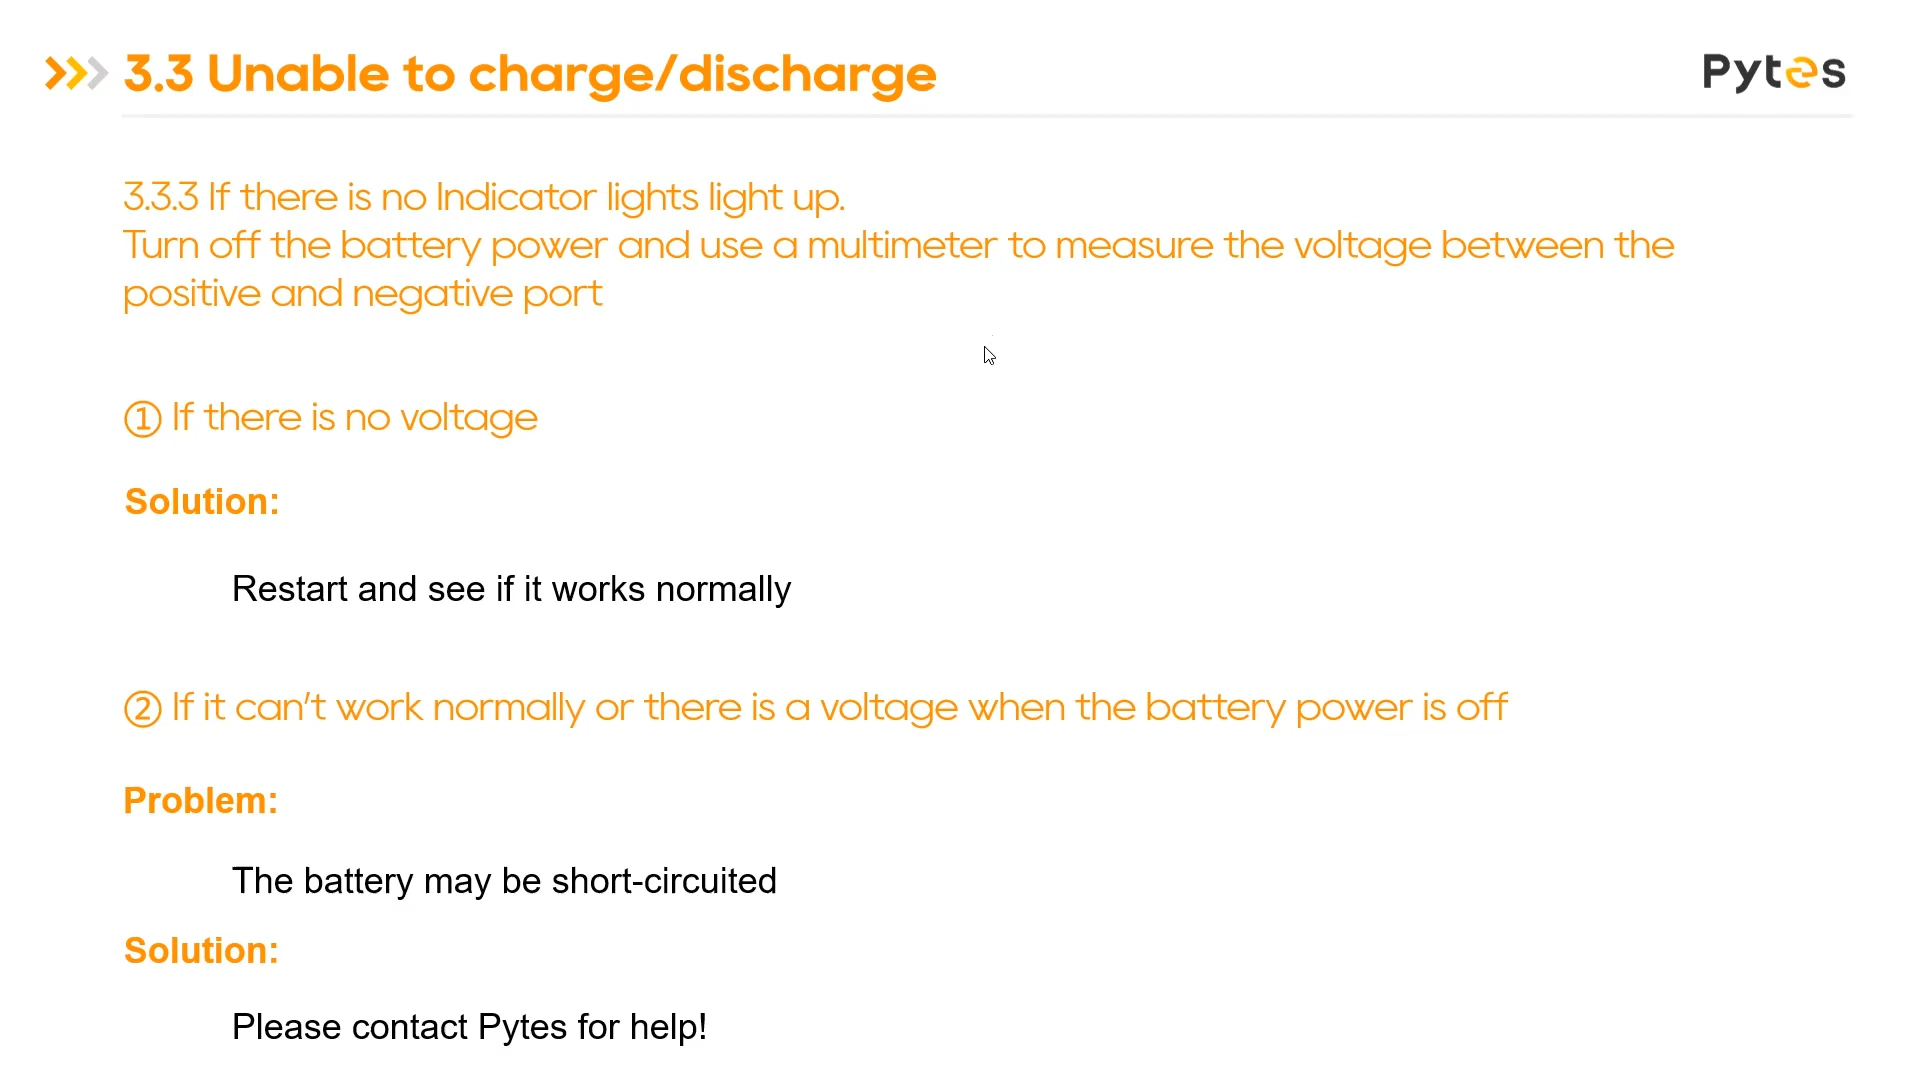 3.3 Unable to charge/discharge
Pytes
3.3.3 If there is no Indicator lights light up.
Turn off the battery power and use a multimeter to measure the voltage between the
positive and negative port
① If there is no voltage
Solution:
Restart and see if it works normally
② If it can't work normally or there is a voltage when the battery power is off
Problem:
The battery may be short-circuited
Solution:
Please contact Pytes for help!